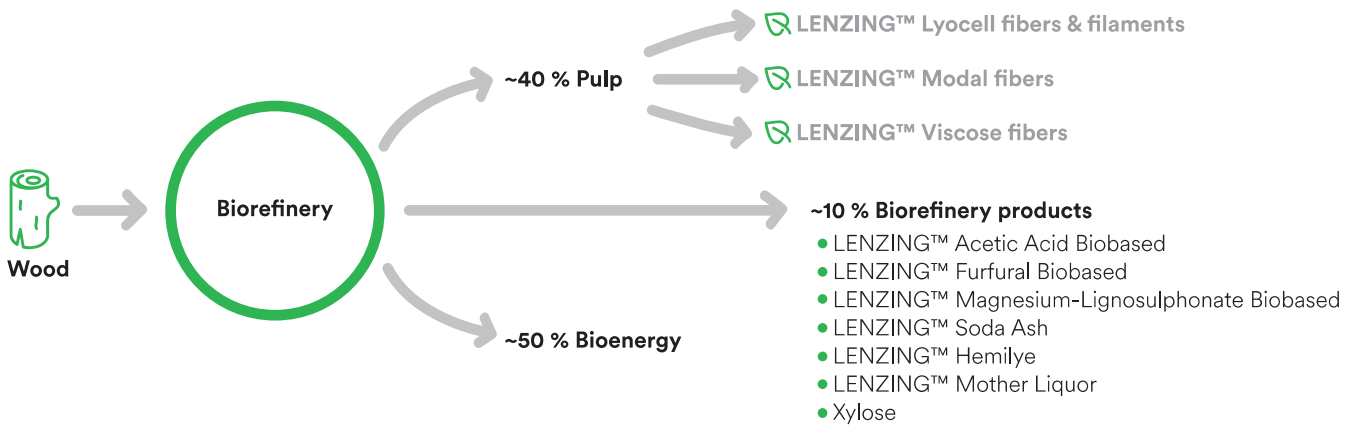 LENZING™ Lyocell fibers & filaments
~40 % Pulp
LENZING™ Modal fibers
LENZING™ Viscose fibers
Wood
Biorefinery
~10 % Biorefinery products
• LENZING™ Acetic Acid Biobased
• LENZING™ Furfural Biobased
• LENZING™ Magnesium-Lignosulphonate Biobased
• LENZING™ Soda Ash
• LENZING™ Hemilye
• LENZING™ Mother Liquor
• Xylose
~50 % Bioenergy